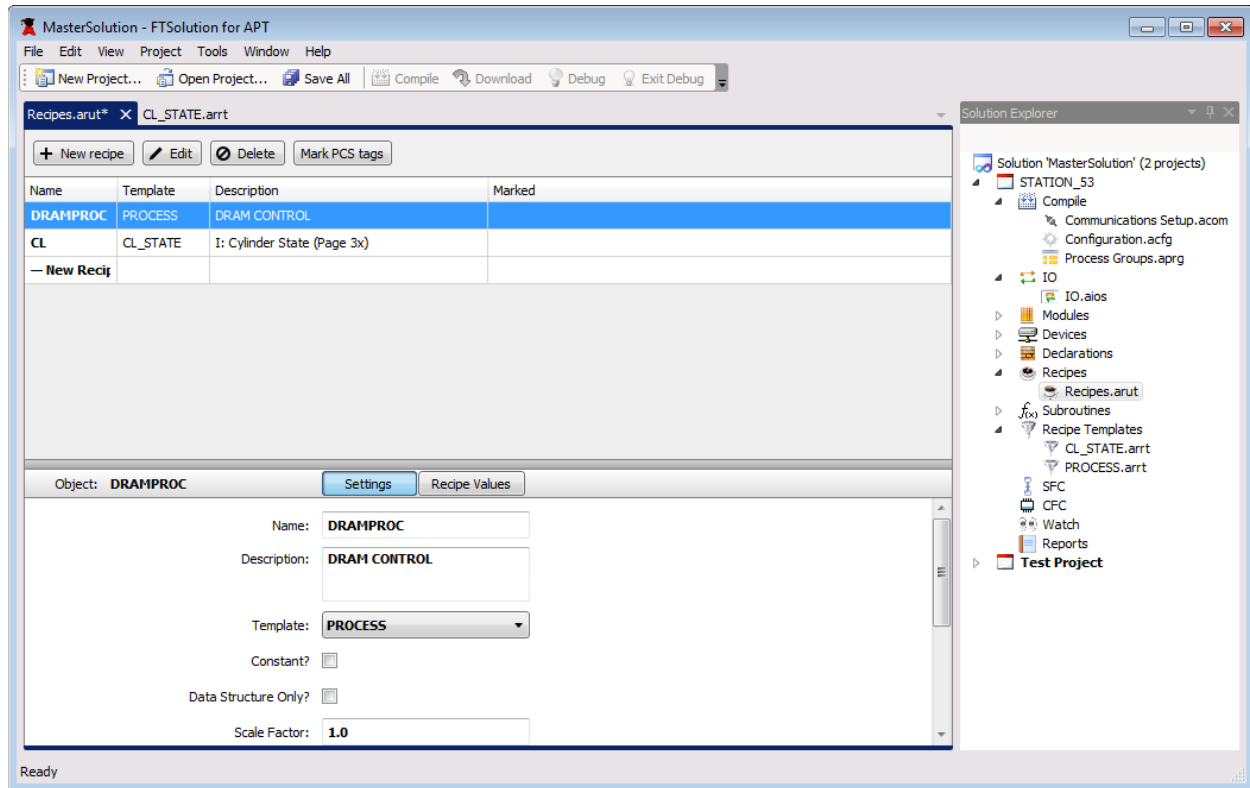 MasterSolution - FTSolution for APT
File Edit View Project Tools Window Help
New Project... Open Project... Save All Compile Download Debug Exit Debug
Recipes.arut* CL_STATE.arrt
New recipe Edit Delete Mark PCS tags
Name Template Description Marked
DRAMPROC PROCESS DRAM CONTROL
CL CL_STATE I: Cylinder State (Page 3x)
— New Recip
Object: DRAMPROC Settings Recipe Values
Name: DRAMPROC
Description: DRAM CONTROL
Template: PROCESS
Constant?
Data Structure Only?
Scale Factor: 1.0
Solution Explorer
Solution 'MasterSolution' (2 projects)
STATION_53
Compile
Communications Setup.acom
Configuration.acfg
Process Groups.aprg
IO
IO.aios
Modules
Devices
Declarations
Recipes
Recipes.arut
f(x) Subroutines
Recipe Templates
CL_STATE.arrt
PROCESS.arrt
SFC
CFC
Watch
Reports
Test Project
Ready